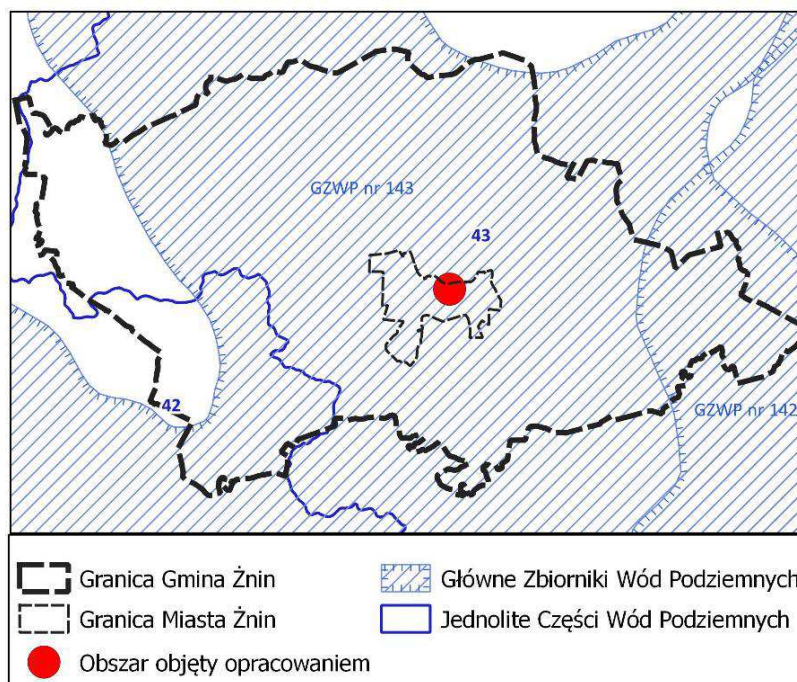 GZWP nr 143
43
42
GZWP nr 142
Granica Gmina Żnin
Główne Zbiorniki Wód Podziemnych
Granica Miasta Żnin
Jednolite Części Wód Podziemnych
Obszar objęty opracowaniem